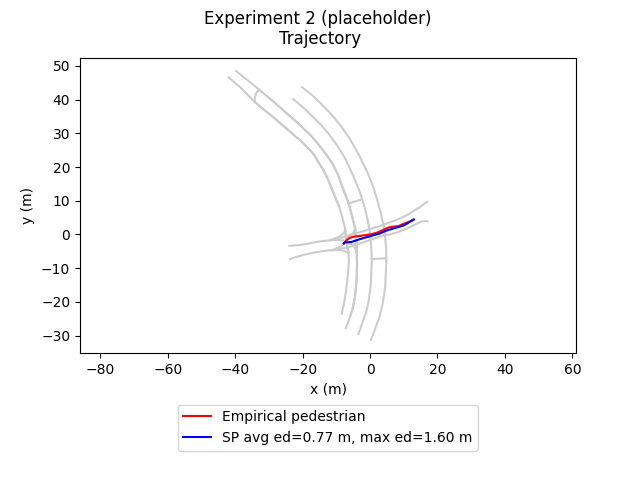 Experiment 2 (placeholder)
Trajectory
50
40
30
20
10
0
−10
−20
−30
y (m)
−80
−60
−40
−20
0
20
40
60
x (m)
Empirical pedestrian
SP avg ed=0.77 m, max ed=1.60 m